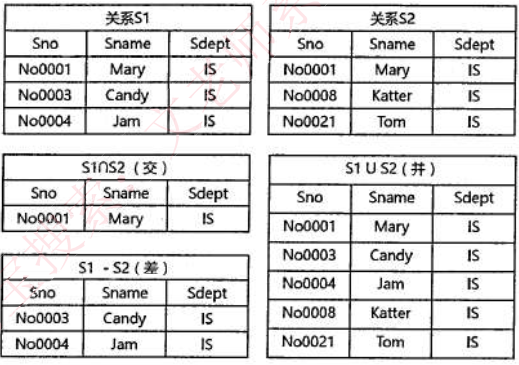 关系S1
Sno Sname Sdept
No0001 Mary IS
No0003 Candy IS
No0004 Jam IS
关系S2
Sno Sname Sdept
No0001 Mary IS
No0008 Katter IS
No0021 Tom IS
S1∩S2（交）
Sno Sname Sdept
No0001 Mary IS
S1 - S2（差）
Sno Sname Sdept
No0003 Candy IS
No0004 Jam IS
S1 U S2（并）
Sno Sname Sdept
No0001 Mary IS
No0003 Candy IS
No0004 Jam IS
No0008 Katter IS
No0021 Tom IS